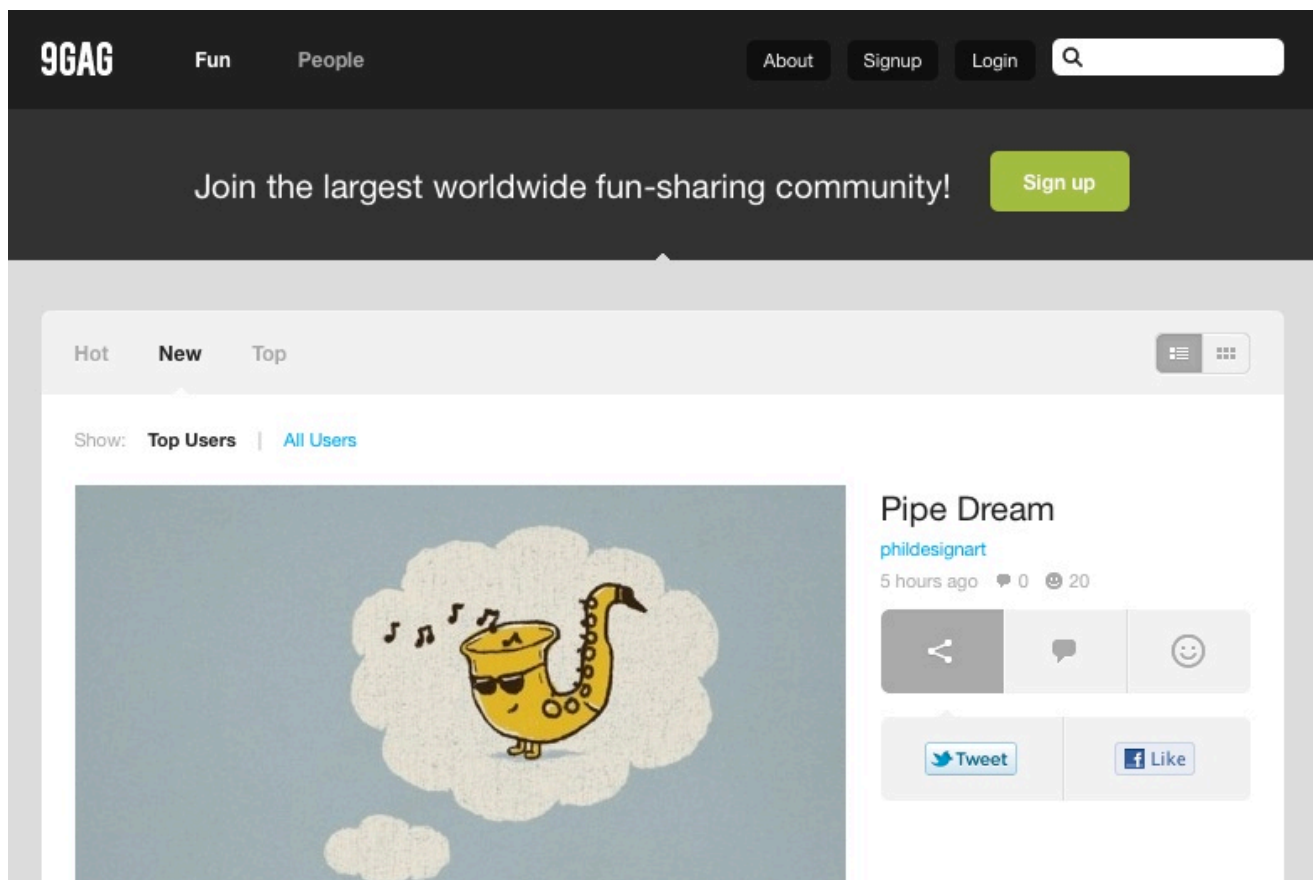 9GAG Fun People About Signup Login
Join the largest worldwide fun-sharing community! Sign up
Hot New Top
Show: Top Users | All Users
Pipe Dream
phildesignart
5 hours ago 0 20
Tweet Like